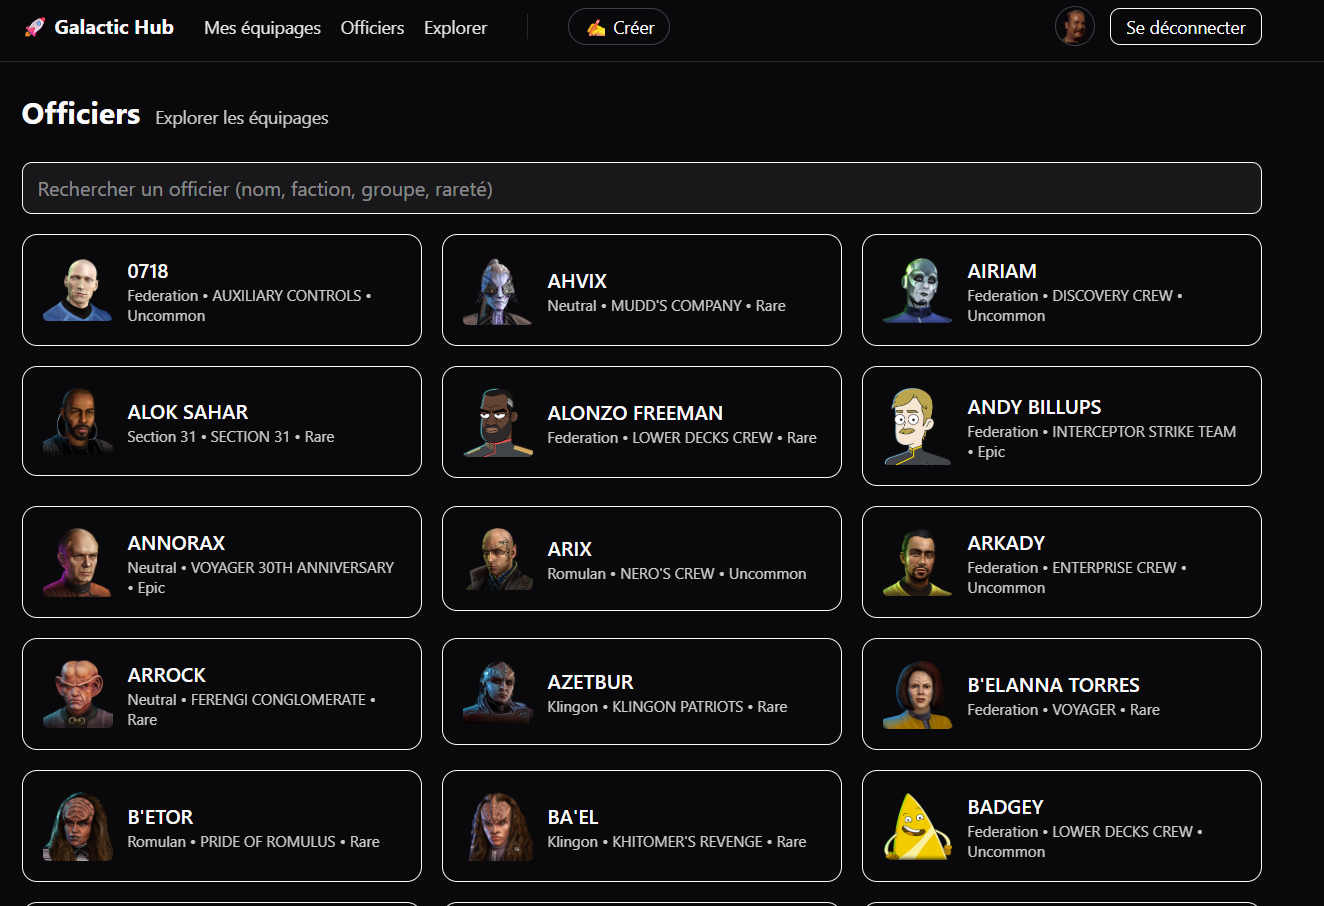 Galactic Hub
Mes équipages
Officiers
Explorer
Créer
Se déconnecter
Officiers
Explorer les équipages
Rechercher un officier (nom, faction, groupe, rareté)
0718
Federation • AUXILIARY CONTROLS •
Uncommon
AHVIX
Neutral • MUDD'S COMPANY • Rare
AIRIAM
Federation • DISCOVERY CREW •
Uncommon
ALOK SAHAR
Section 31 • SECTION 31 • Rare
ALONZO FREEMAN
Federation • LOWER DECKS CREW • Rare
ANDY BILLUPS
Federation • INTERCEPTOR STRIKE TEAM
• Epic
ANNORAX
Neutral • VOYAGER 30TH ANNIVERSARY
• Epic
ARIX
Romulan • NERO'S CREW • Uncommon
ARKADY
Federation • ENTERPRISE CREW •
Uncommon
ARROCK
Neutral • FERENGI CONGLOMERATE •
Rare
AZETBUR
Klingon • KLINGON PATRIOTS • Rare
B'ELANNA TORRES
Federation • VOYAGER • Rare
B'ETOR
Romulan • PRIDE OF ROMULUS • Rare
BA'EL
Klingon • KHITOMER'S REVENGE • Rare
BADGEY
Federation • LOWER DECKS CREW •
Uncommon